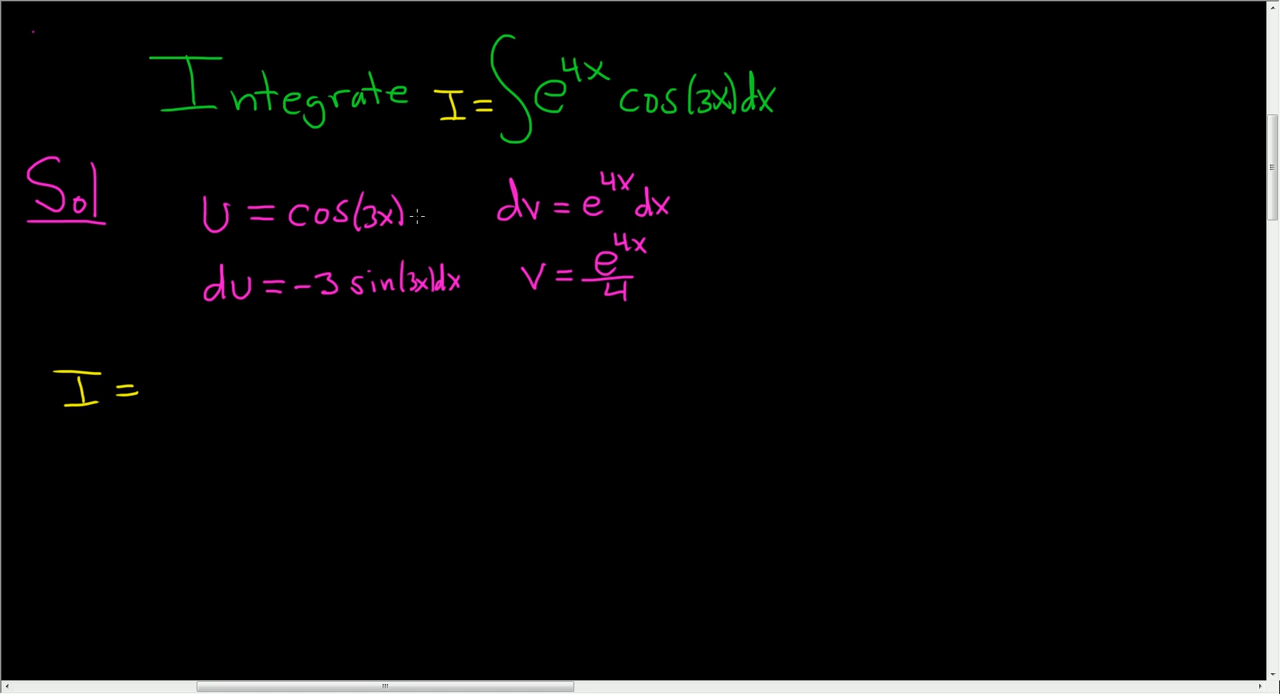 Integrate I = ∫ e^{4x} cos(3x)dx
Sol
U = cos(3x) dv = e^{4x} dx
du = -3 sin(3x)dx v = e^{4x}/4
I =